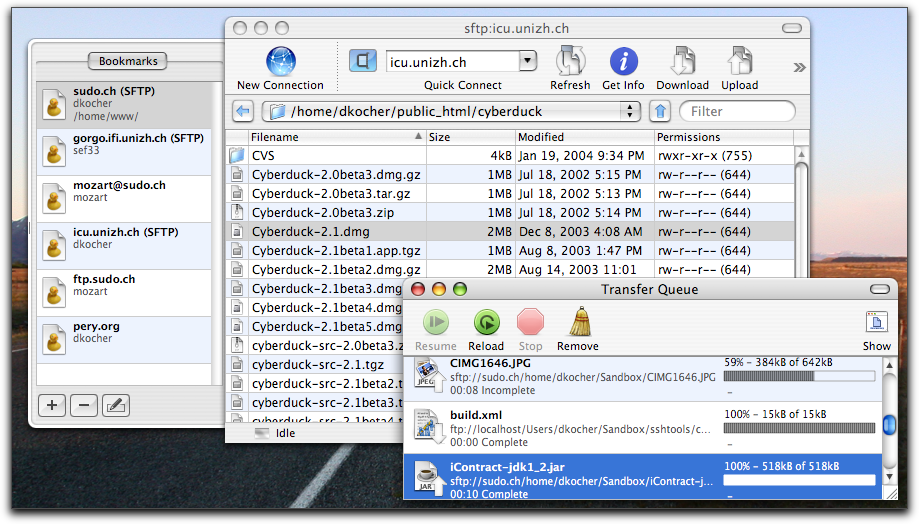 Bookmarks
sudo.ch (SFTP)
dkocher
/home/www/
gorgo.ifi.unizh.ch (SFTP)
sef33
mozart@sudo.ch
mozart
icu.unizh.ch (SFTP)
dkocher
ftp.sudo.ch
mozart
pery.org
dkocher
sftp:icu.unizh.ch
icu.unizh.ch
New Connection Quick Connect Refresh Get Info Download Upload
/home/dkocher/public_html/cyberduck Filter
Filename Size Modified Permissions
CVS 4kB Jan 19, 2004 9:34 PM rwxr-xr-x (755)
Cyberduck-2.0beta3.dmg.gz 1MB Jul 18, 2002 5:15 PM rw-r--r-- (644)
Cyberduck-2.0beta3.tar.gz 1MB Jul 18, 2002 5:13 PM rw-r--r-- (644)
Cyberduck-2.0beta3.zip 1MB Jul 18, 2002 5:14 PM rw-r--r-- (644)
Cyberduck-2.1.dmg 2MB Dec 8, 2003 4:08 AM rw-r--r-- (644)
Cyberduck-2.1beta1.app.tgz 1MB Aug 8, 2003 1:47 PM rw-r--r-- (644)
Cyberduck-2.1beta2.dmg.gz 2MB Aug 14, 2003 11:01 rw-r--r-- (644)
Cyberduck-2.1beta3.dmg
Cyberduck-2.1beta4.dmg
Cyberduck-2.1beta5.dmg
cyberduck-src-2.0beta3.z
cyberduck-src-2.1.tgz
cyberduck-src-2.1beta2.t
cyberduck-src-2.1beta3.t
cyberduck-src-2.1beta4.t
Idle
Transfer Queue
Resume Reload Stop Remove Show
JPEG
CIMG1646.JPG
sftp://sudo.ch/home/dkocher/Sandbox/CIMG1646.JPG
00:08 Incomplete
59% – 384kB of 642kB
build.xml
ftp://localhost/Users/dkocher/Sandbox/sshtools/c...
00:00 Complete
100% – 15kB of 15kB
JAR
iContract-jdk1_2.jar
sftp://sudo.ch/home/dkocher/Sandbox/iContract-j...
00:10 Complete
100% – 518kB of 518kB